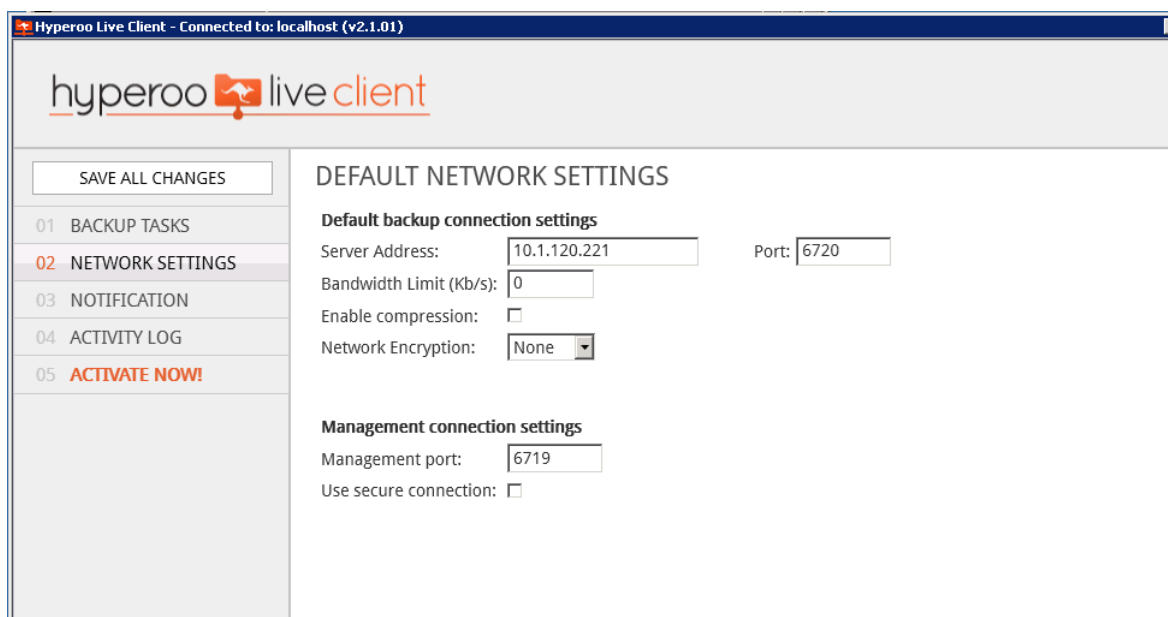 Hyperoo Live Client - Connected to: localhost (v2.1.01)
hyperoo live client
SAVE ALL CHANGES
01 BACKUP TASKS
02 NETWORK SETTINGS
03 NOTIFICATION
04 ACTIVITY LOG
05 ACTIVATE NOW!
DEFAULT NETWORK SETTINGS
Default backup connection settings
Server Address: 10.1.120.221 Port: 6720
Bandwidth Limit (Kb/s): 0
Enable compression:
Network Encryption: None
Management connection settings
Management port: 6719
Use secure connection: